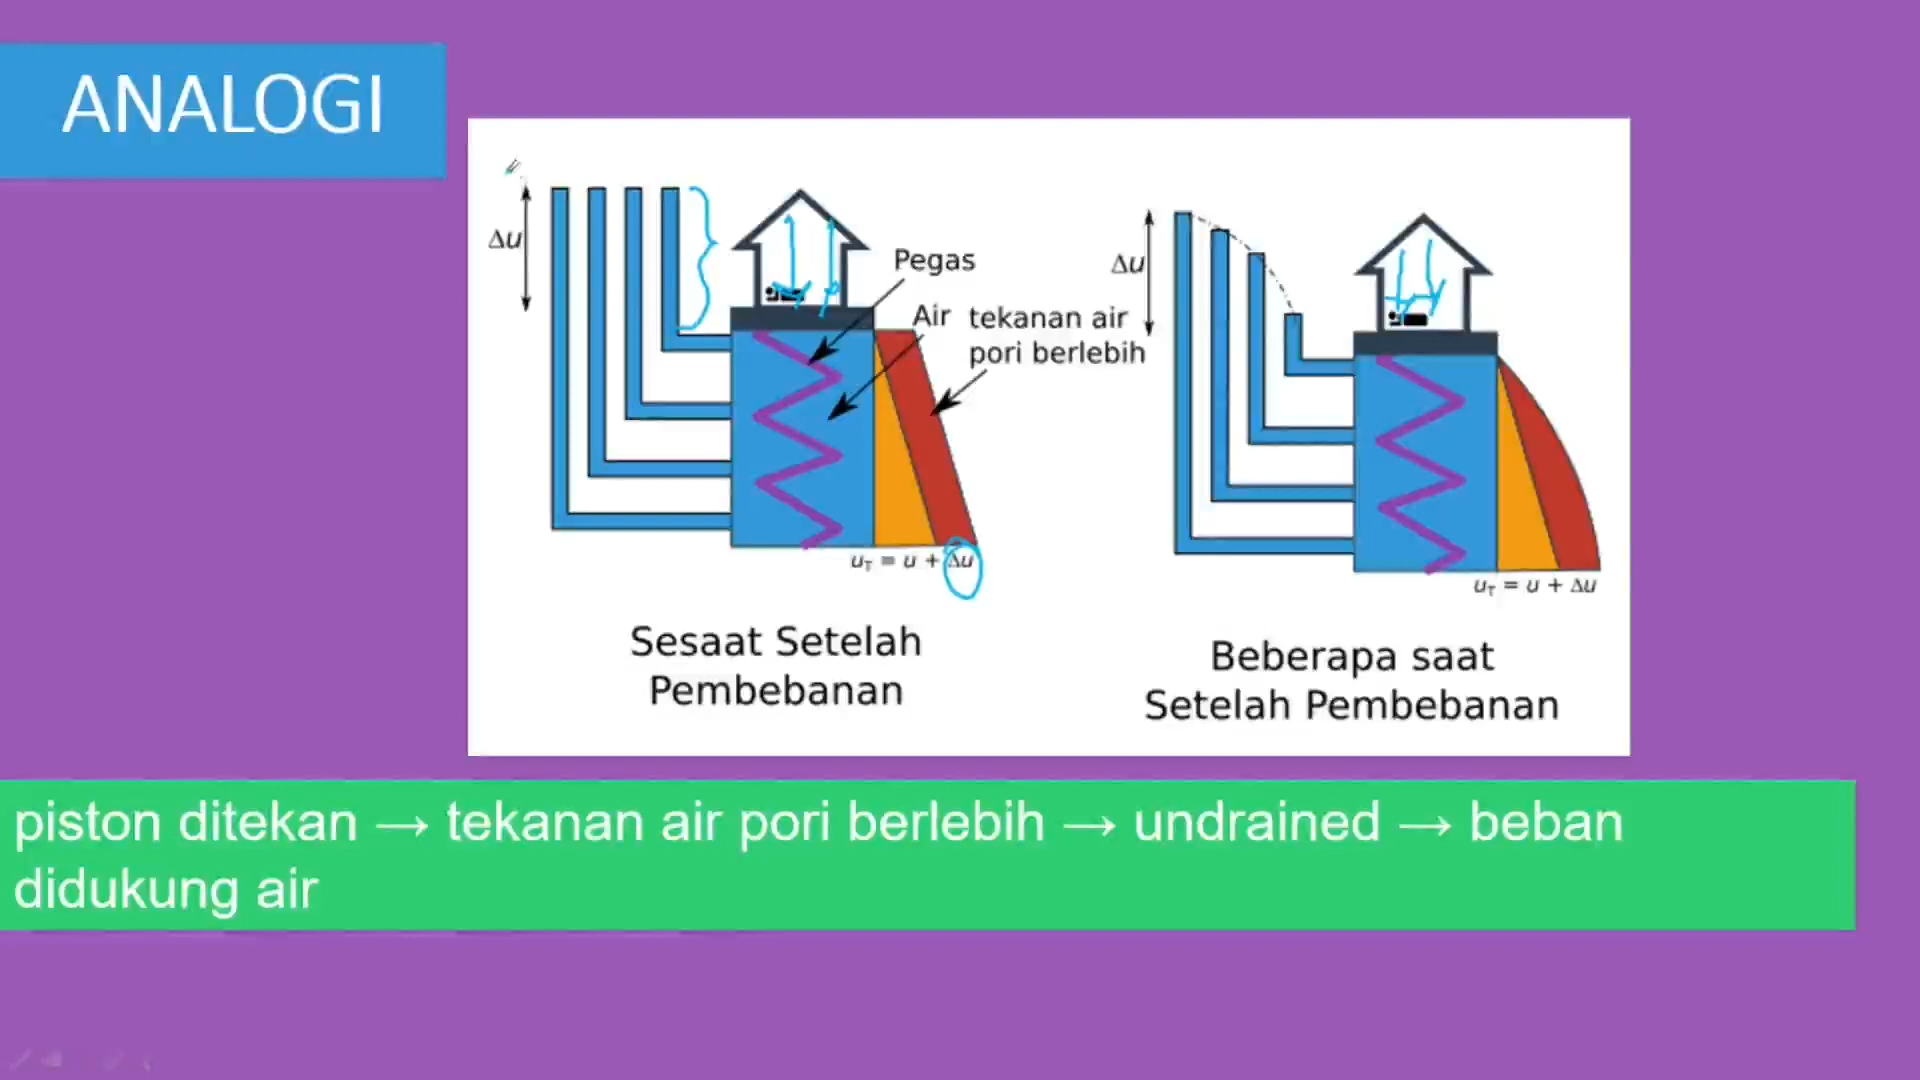 ANALOGI
Δu
Pegas
Air
tekanan air
pori berlebih
uT = u + Δu
Sesaat Setelah
Pembebanan
Δu
uT = u + Δu
Beberapa saat
Setelah Pembebanan
piston ditekan → tekanan air pori berlebih → undrained → beban
didukung air